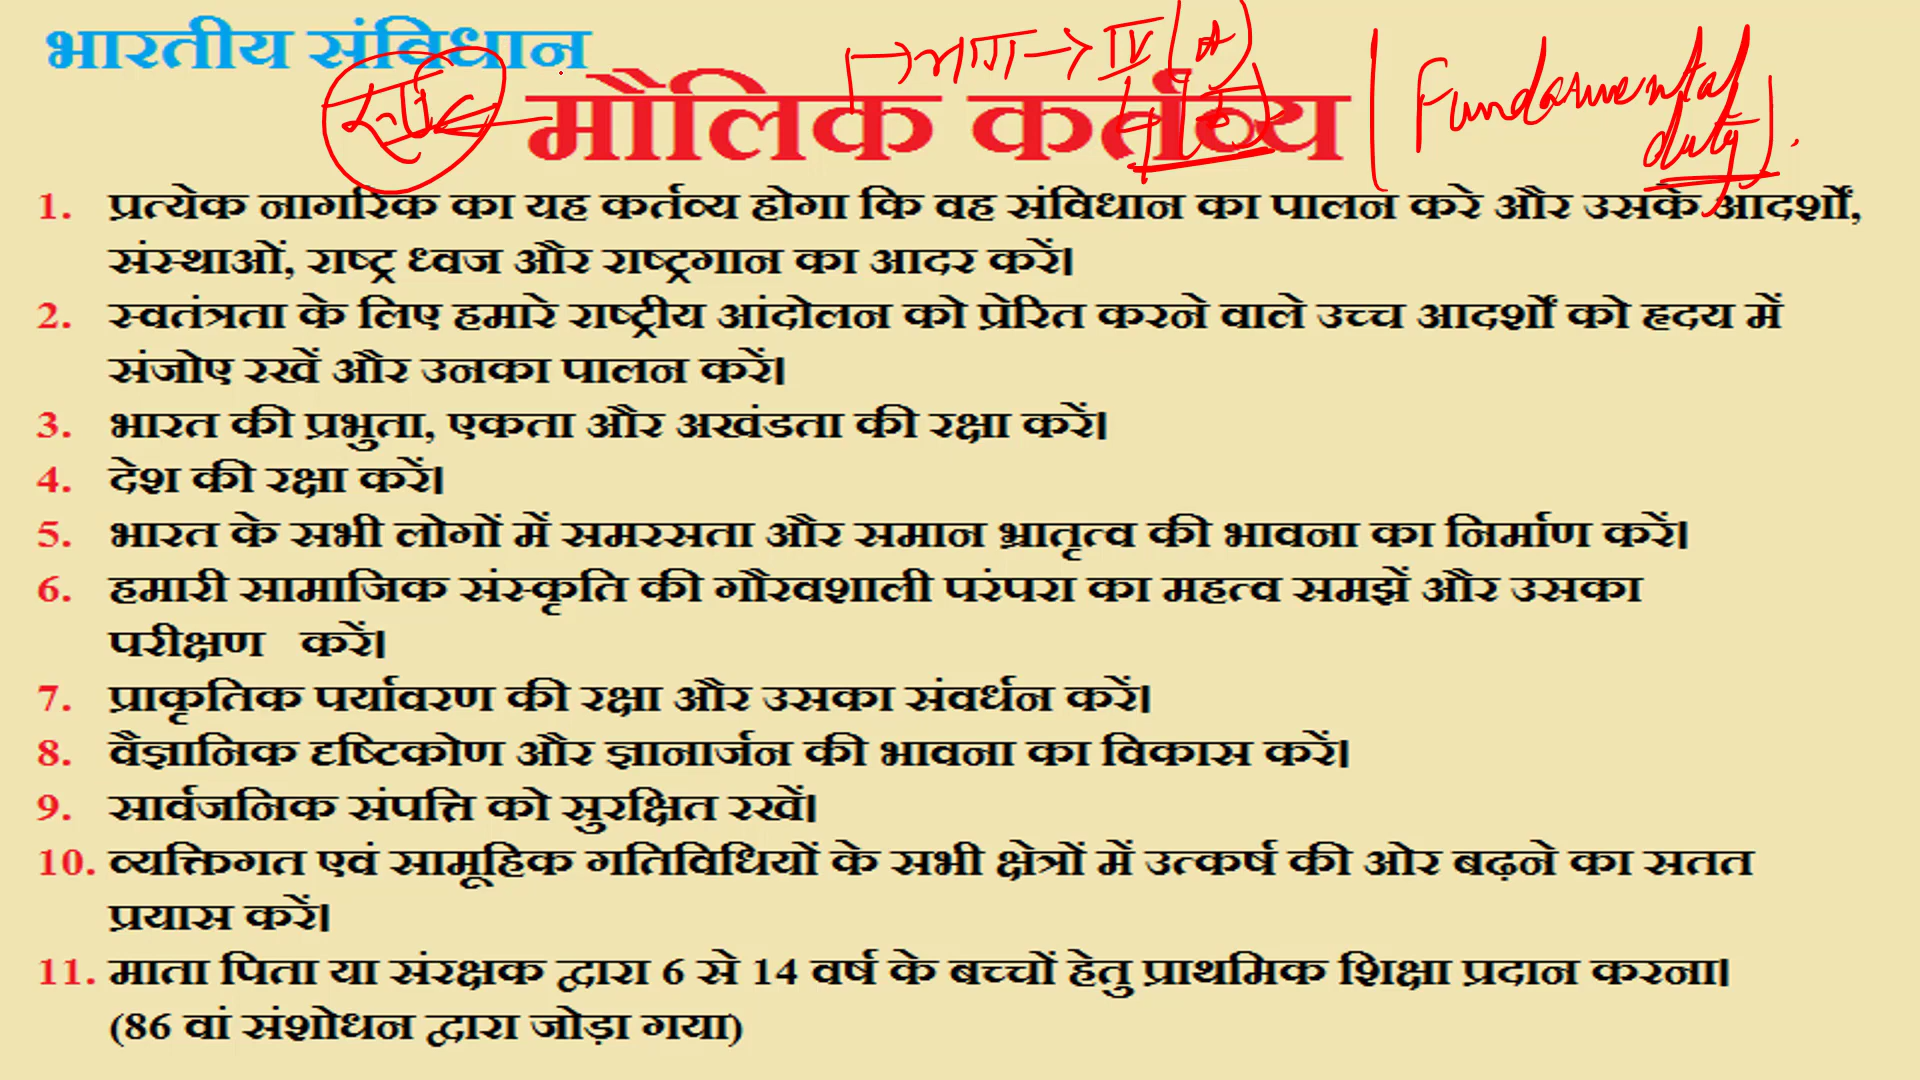 भारतीय संविधान
→ भाग → IV (A)
Fundamental
duty
मौलिक कर्तव्य
1. प्रत्येक नागरिक का यह कर्तव्य होगा कि वह संविधान का पालन करे और उसके आदर्शों,
संस्थाओं, राष्ट्र ध्वज और राष्ट्रगान का आदर करें।
2. स्वतंत्रता के लिए हमारे राष्ट्रीय आंदोलन को प्रेरित करने वाले उच्च आदर्शों को हृदय में
संजोए रखें और उनका पालन करें।
3. भारत की प्रभुता, एकता और अखंडता की रक्षा करें।
4. देश की रक्षा करें।
5. भारत के सभी लोगों में समरसता और समान भ्रातृत्व की भावना का निर्माण करें।
6. हमारी सामाजिक संस्कृति की गौरवशाली परंपरा का महत्व समझें और उसका
परीक्षण करें।
7. प्राकृतिक पर्यावरण की रक्षा और उसका संवर्धन करें।
8. वैज्ञानिक दृष्टिकोण और ज्ञानार्जन की भावना का विकास करें।
9. सार्वजनिक संपत्ति को सुरक्षित रखें।
10. व्यक्तिगत एवं सामूहिक गतिविधियों के सभी क्षेत्रों में उत्कर्ष की ओर बढ़ने का सतत
प्रयास करें।
11. माता पिता या संरक्षक द्वारा 6 से 14 वर्ष के बच्चों हेतु प्राथमिक शिक्षा प्रदान करना।
(86 वां संशोधन द्वारा जोड़ा गया)